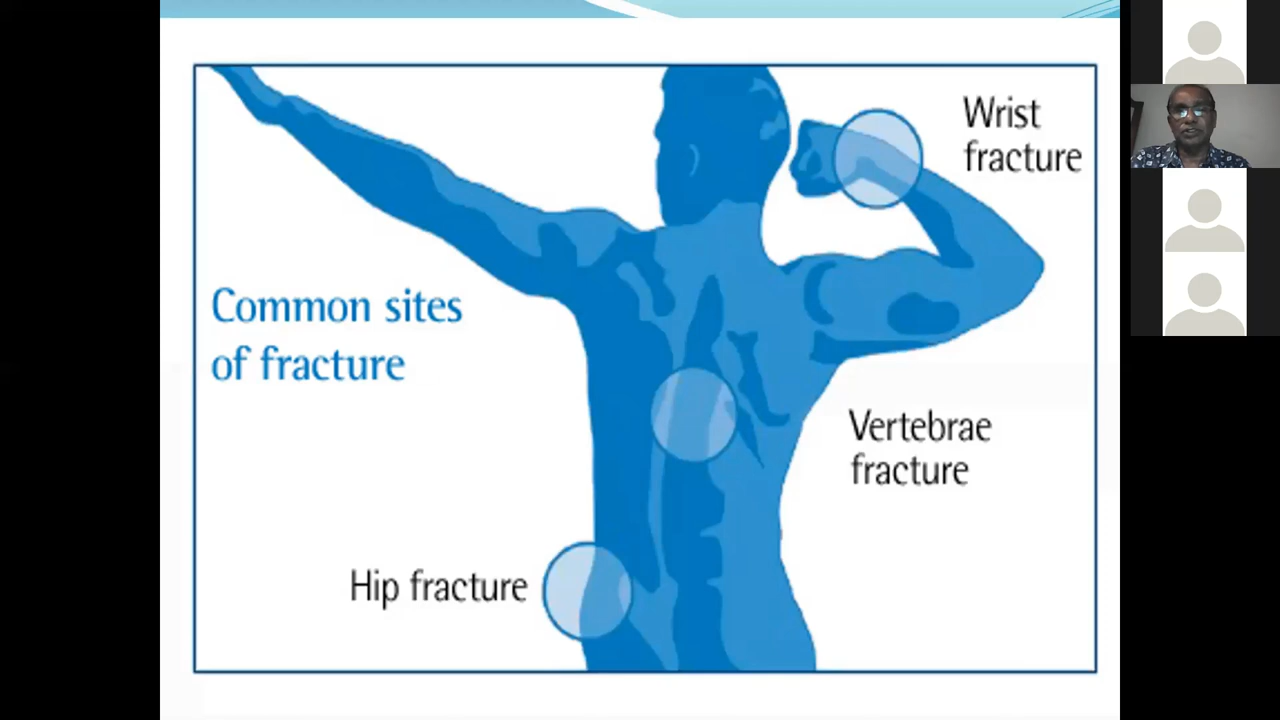 Wrist
fracture
Common sites
of fracture
Vertebrae
fracture
Hip fracture